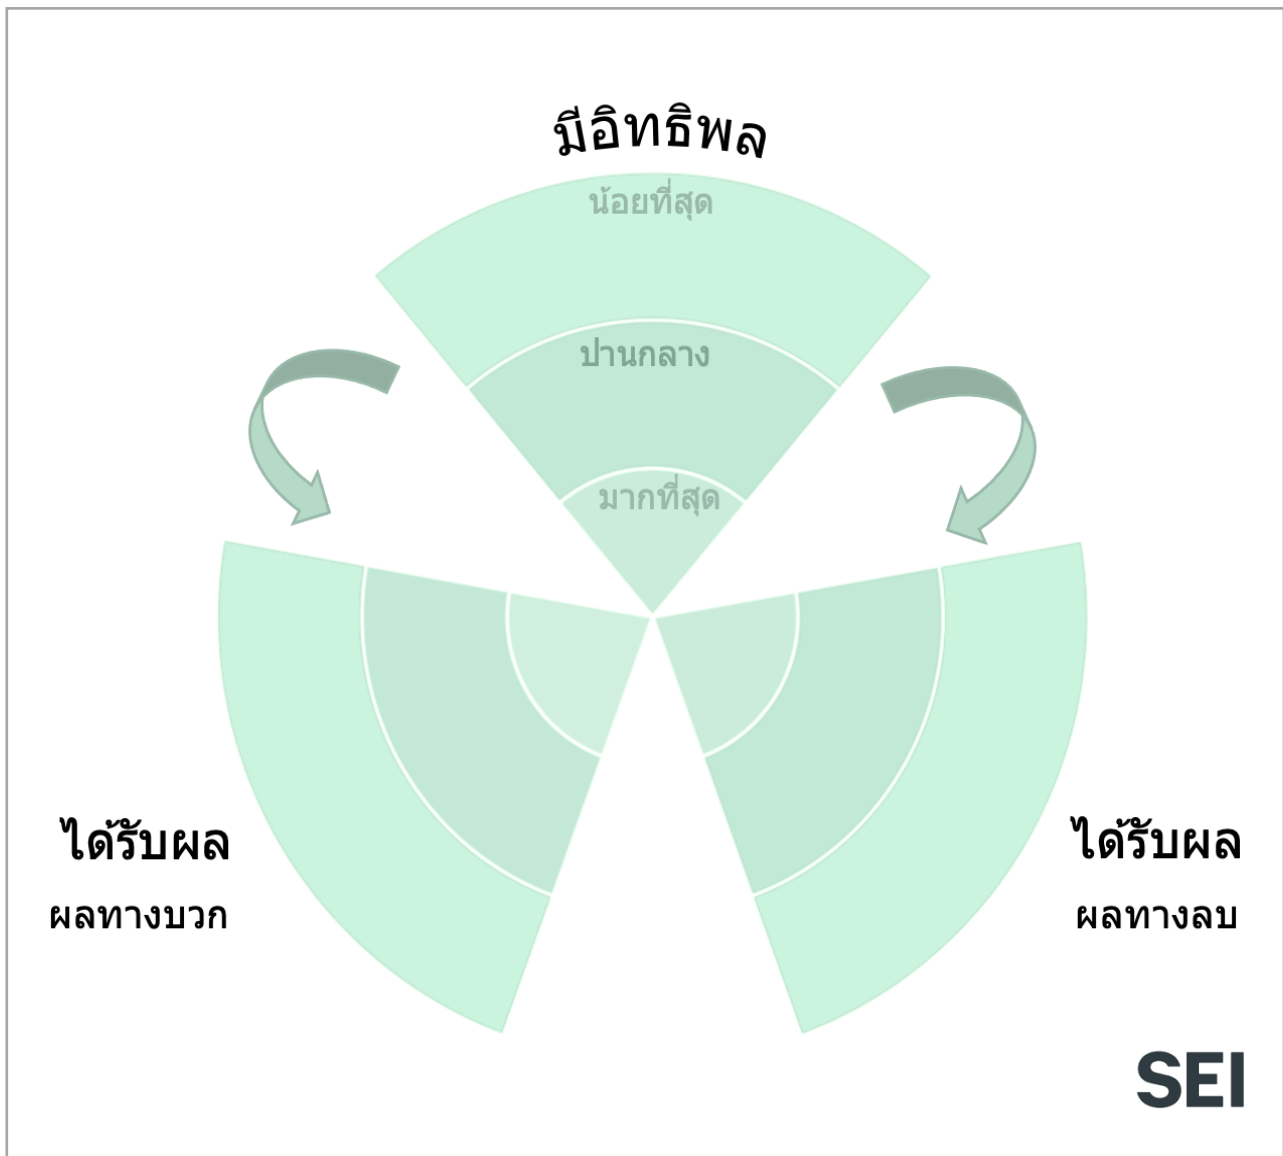 มีอิทธิพล
น้อยที่สุด
ปานกลาง
มากที่สุด
ได้รับผล
ผลทางบวก
ได้รับผล
ผลทางลบ
SEI